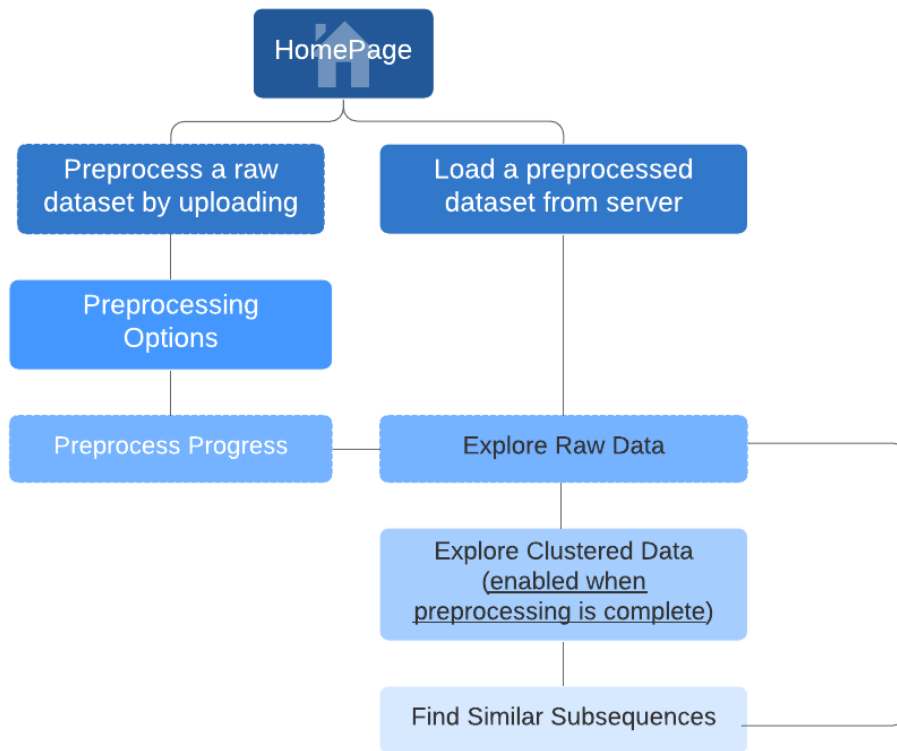 HomePage
Preprocess a raw
dataset by uploading
Load a preprocessed
dataset from server
Preprocessing
Options
Preprocess Progress
Explore Raw Data
Explore Clustered Data
(enabled when
preprocessing is complete)
Find Similar Subsequences